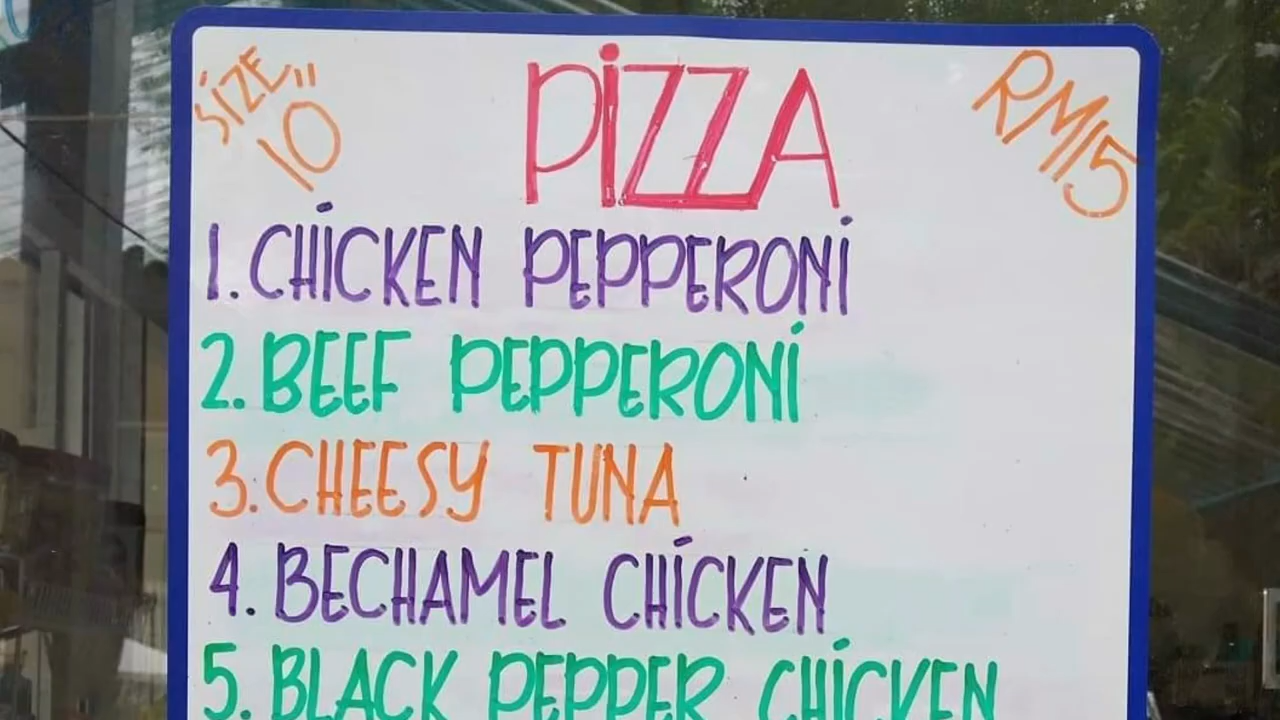 SIZE 10"
PIZZA
RM15
1. CHICKEN PEPPERONI
2. BEEF PEPPERONI
3. CHEESY TUNA
4. BECHAMEL CHICKEN
5. BLACK PEPPER CHICKEN